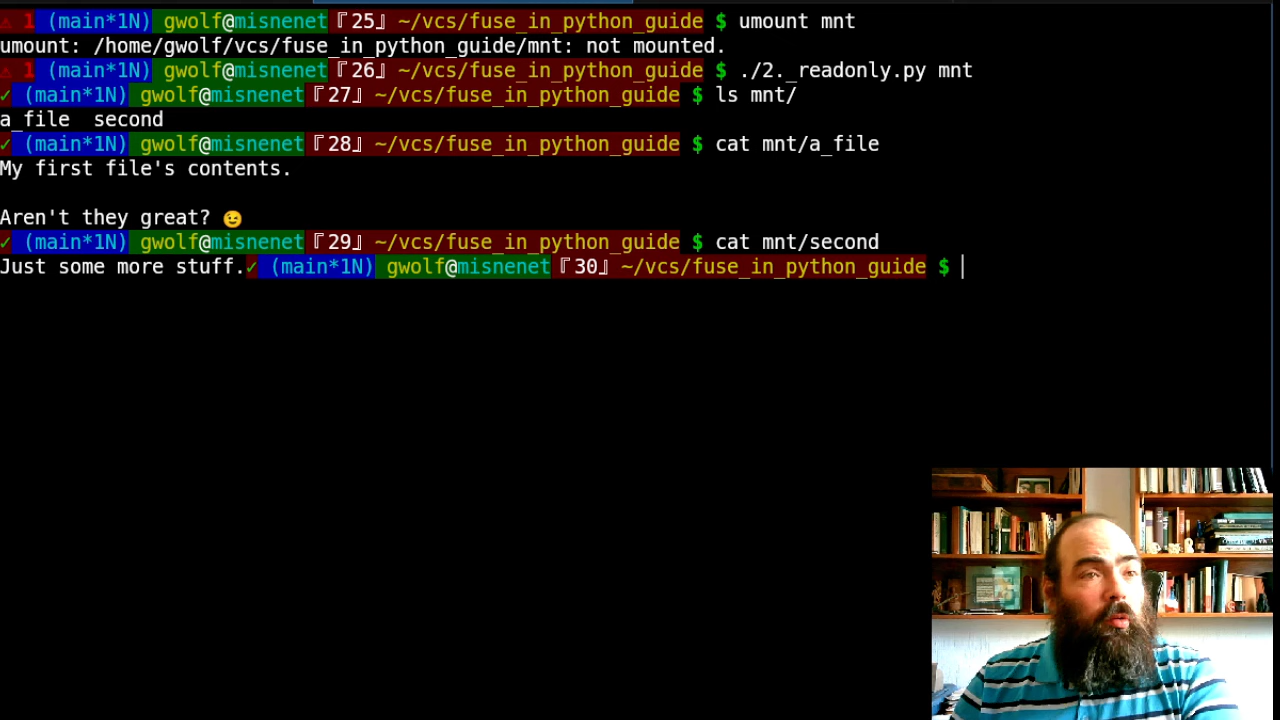 ⚠ 1 (main*1N) gwolf@misnenet『25』~/vcs/fuse_in_python_guide $ umount mnt
umount: /home/gwolf/vcs/fuse_in_python_guide/mnt: not mounted.
⚠ 1 (main*1N) gwolf@misnenet『26』~/vcs/fuse_in_python_guide $ ./2._readonly.py mnt
✓ (main*1N) gwolf@misnenet『27』~/vcs/fuse_in_python_guide $ ls mnt/
a_file  second
✓ (main*1N) gwolf@misnenet『28』~/vcs/fuse_in_python_guide $ cat mnt/a_file
My first file's contents.
Aren't they great? 😉
✓ (main*1N) gwolf@misnenet『29』~/vcs/fuse_in_python_guide $ cat mnt/second
Just some more stuff.✓ (main*1N) gwolf@misnenet『30』~/vcs/fuse_in_python_guide $